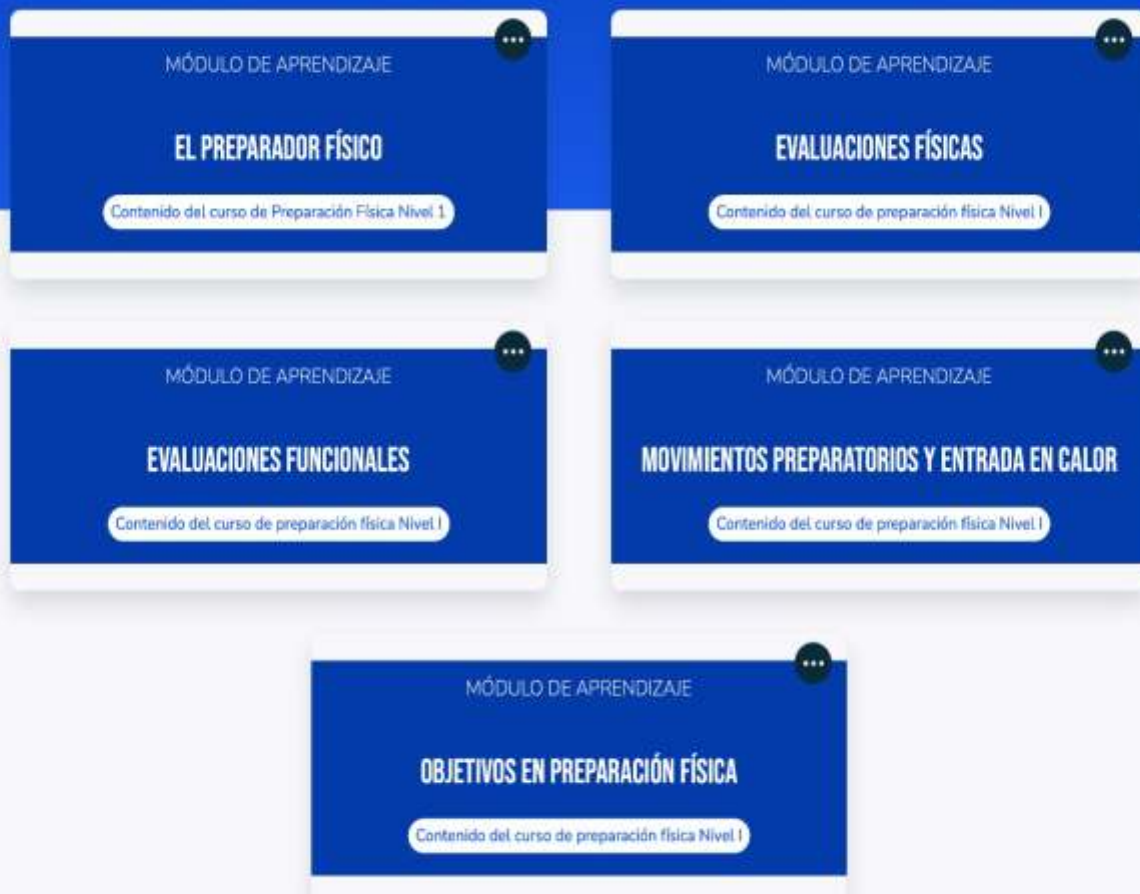 MÓDULO DE APRENDIZAJE
EL PREPARADOR FÍSICO
Contenido del curso de Preparación Física Nivel 1
MÓDULO DE APRENDIZAJE
EVALUACIONES FÍSICAS
Contenido del curso de preparación física Nivel I
MÓDULO DE APRENDIZAJE
EVALUACIONES FUNCIONALES
Contenido del curso de preparación física Nivel I
MÓDULO DE APRENDIZAJE
MOVIMIENTOS PREPARATORIOS Y ENTRADA EN CALOR
Contenido del curso de preparación física Nivel I
MÓDULO DE APRENDIZAJE
OBJETIVOS EN PREPARACIÓN FÍSICA
Contenido del curso de preparación física Nivel I